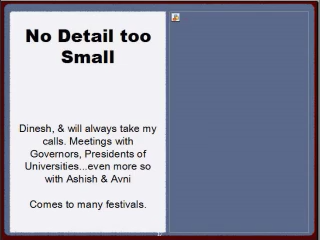 No Detail too
Small
Dinesh, & will always take my
calls. Meetings with
Governors, Presidents of
Universities...even more so
with Ashish & Avni
Comes to many festivals.